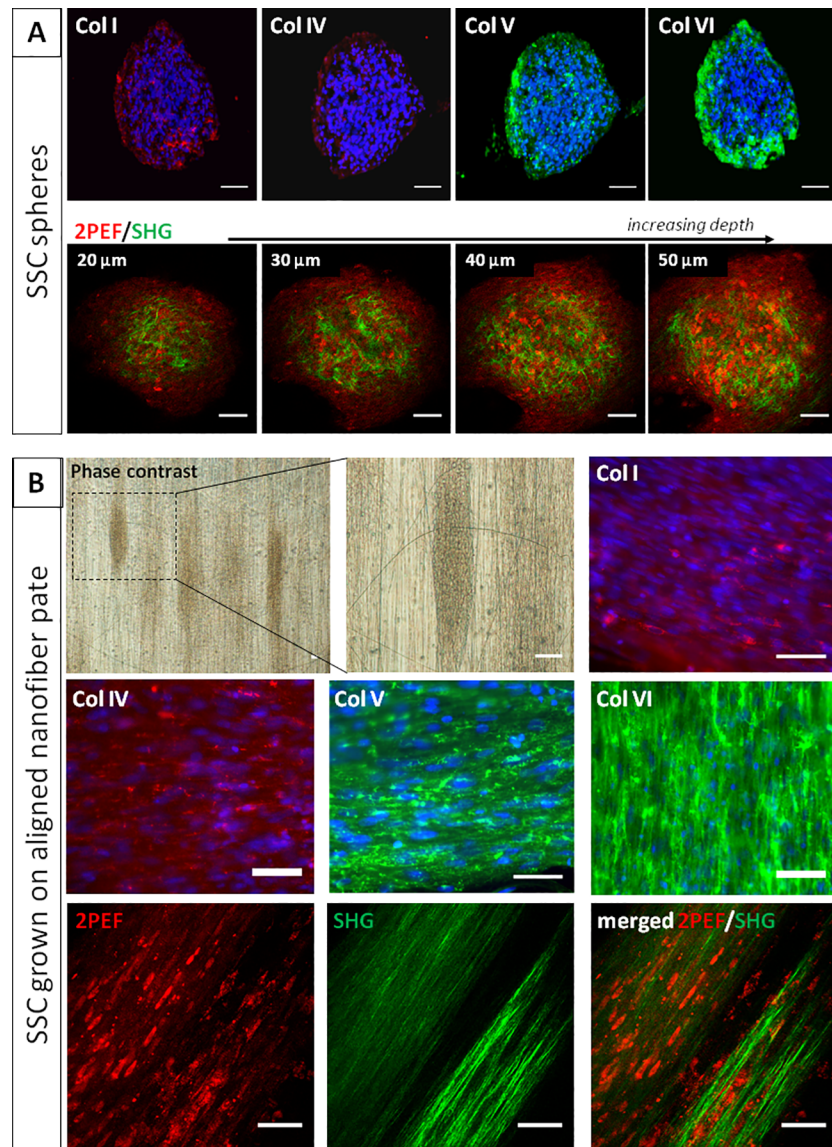 A
SSC spheres
Col I
Col IV
Col V
Col VI
2PEF/SHG
increasing depth
20 μm
30 μm
40 μm
50 μm
B
SSC grown on aligned nanofiber pate
Phase contrast
Col I
Col IV
Col V
Col VI
2PEF
SHG
merged 2PEF/SHG